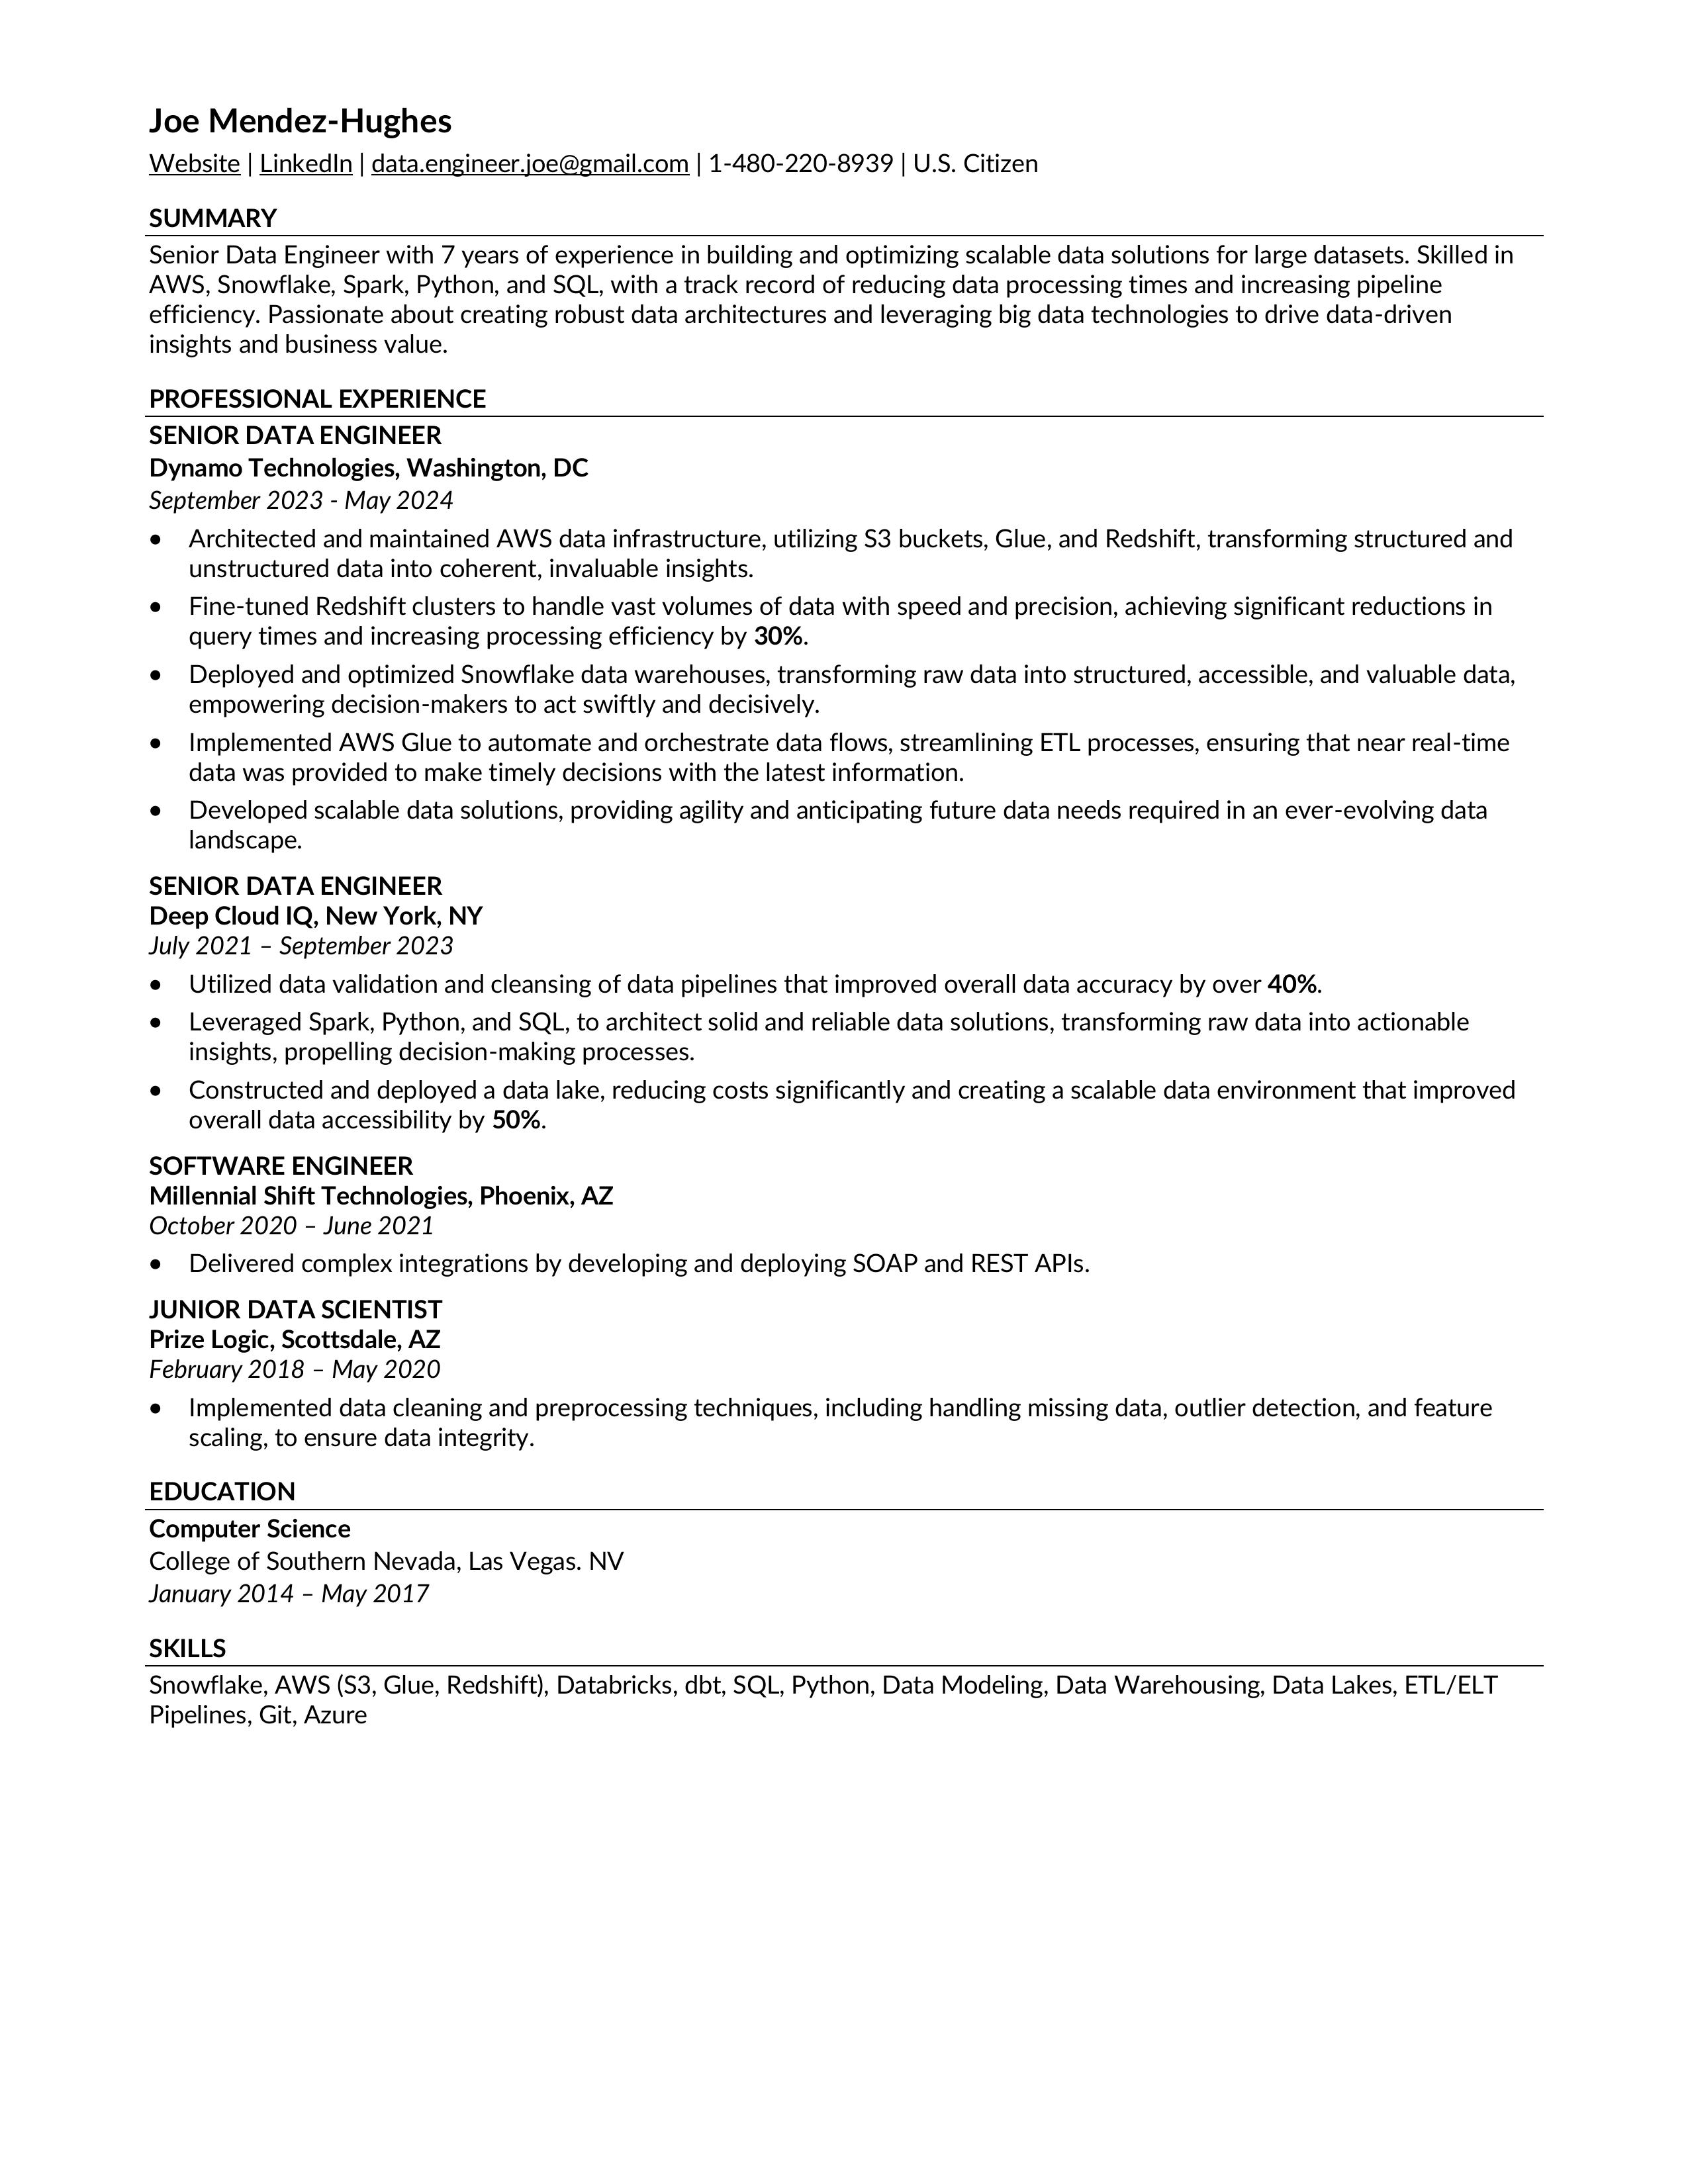 Joe Mendez-Hughes
Website | LinkedIn | data.engineer.joe@gmail.com | 1-480-220-8939 | U.S. Citizen
SUMMARY
Senior Data Engineer with 7 years of experience in building and optimizing scalable data solutions for large datasets. Skilled in
AWS, Snowflake, Spark, Python, and SQL, with a track record of reducing data processing times and increasing pipeline
efficiency. Passionate about creating robust data architectures and leveraging big data technologies to drive data-driven
insights and business value.
PROFESSIONAL EXPERIENCE
SENIOR DATA ENGINEER
Dynamo Technologies, Washington, DC
September 2023 - May 2024
• Architected and maintained AWS data infrastructure, utilizing S3 buckets, Glue, and Redshift, transforming structured and
unstructured data into coherent, invaluable insights.
• Fine-tuned Redshift clusters to handle vast volumes of data with speed and precision, achieving significant reductions in
query times and increasing processing efficiency by 30%.
• Deployed and optimized Snowflake data warehouses, transforming raw data into structured, accessible, and valuable data,
empowering decision-makers to act swiftly and decisively.
• Implemented AWS Glue to automate and orchestrate data flows, streamlining ETL processes, ensuring that near real-time
data was provided to make timely decisions with the latest information.
• Developed scalable data solutions, providing agility and anticipating future data needs required in an ever-evolving data
landscape.
SENIOR DATA ENGINEER
Deep Cloud IQ, New York, NY
July 2021 – September 2023
• Utilized data validation and cleansing of data pipelines that improved overall data accuracy by over 40%.
• Leveraged Spark, Python, and SQL, to architect solid and reliable data solutions, transforming raw data into actionable
insights, propelling decision-making processes.
• Constructed and deployed a data lake, reducing costs significantly and creating a scalable data environment that improved
overall data accessibility by 50%.
SOFTWARE ENGINEER
Millennial Shift Technologies, Phoenix, AZ
October 2020 – June 2021
• Delivered complex integrations by developing and deploying SOAP and REST APIs.
JUNIOR DATA SCIENTIST
Prize Logic, Scottsdale, AZ
February 2018 – May 2020
• Implemented data cleaning and preprocessing techniques, including handling missing data, outlier detection, and feature
scaling, to ensure data integrity.
EDUCATION
Computer Science
College of Southern Nevada, Las Vegas. NV
January 2014 – May 2017
SKILLS
Snowflake, AWS (S3, Glue, Redshift), Databricks, dbt, SQL, Python, Data Modeling, Data Warehousing, Data Lakes, ETL/ELT
Pipelines, Git, Azure